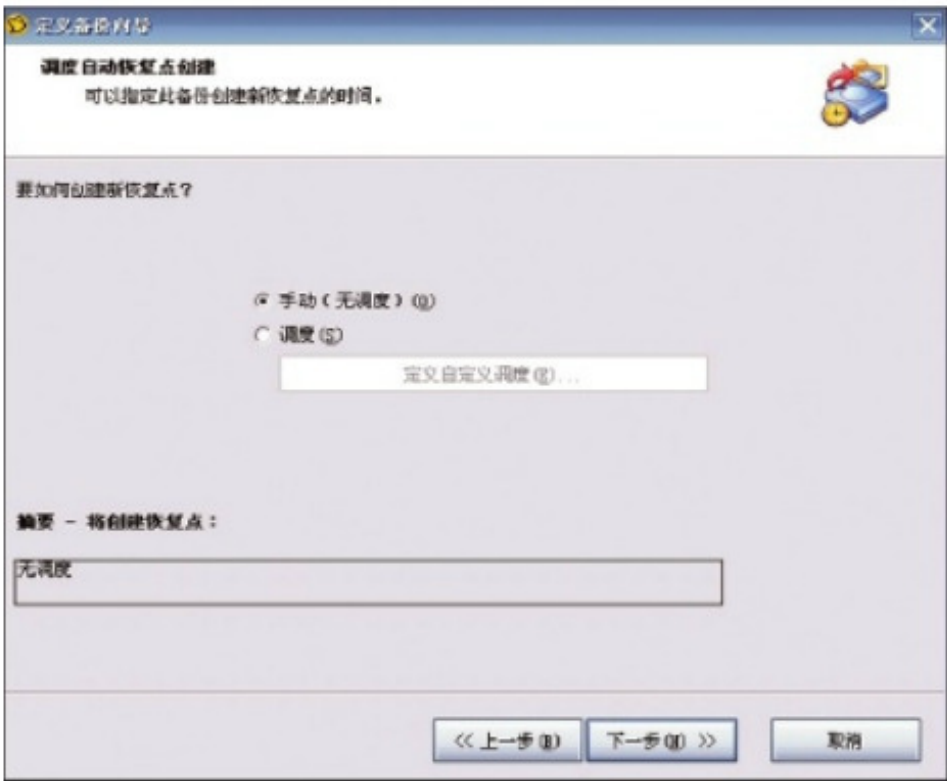 定义备份向导
调度自动恢复点创建
可以指定此备份创建新恢复点的时间。
要如何创建新恢复点?
手动(无调度)(O)
调度(S)
定义自定义调度(E)...
摘要 - 将创建恢复点:
无调度
<< 上一步(B)
下一步(N) >>
取消